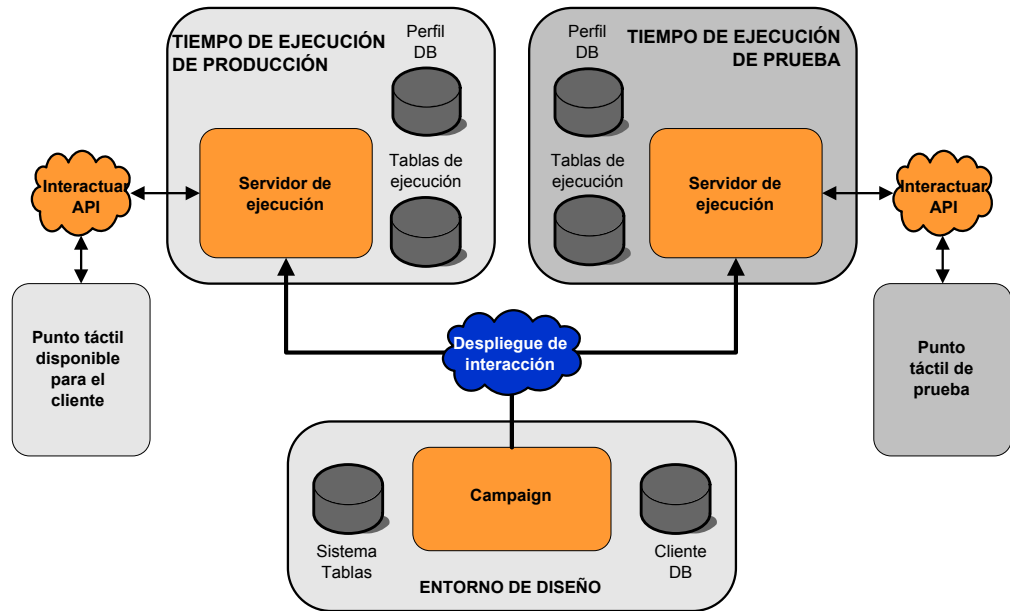 TIEMPO DE EJECUCIÓN
DE PRODUCCIÓN
Perfil
DB
Tablas de
ejecución
Servidor de
ejecución
Interactuar
API
Punto táctil
disponible
para el
cliente
Perfil
DB
TIEMPO DE EJECUCIÓN
DE PRUEBA
Tablas de
ejecución
Servidor de
ejecución
Interactuar
API
Punto
táctil de
prueba
Despliegue de
interacción
Campaign
Sistema
Tablas
Cliente
DB
ENTORNO DE DISEÑO